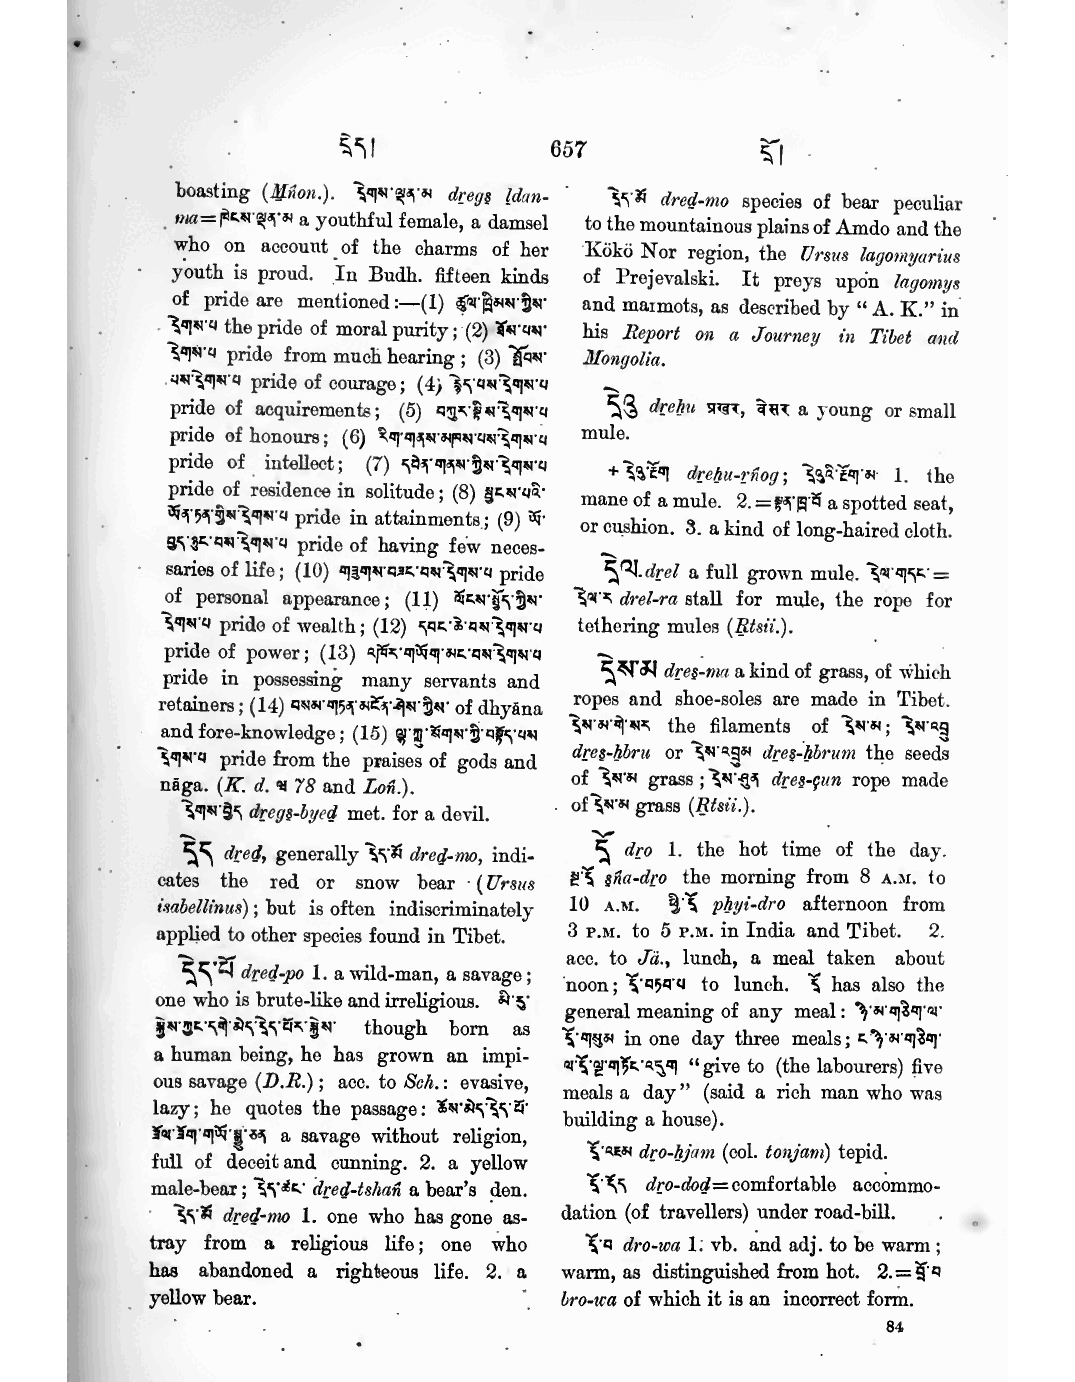 དྲེད། 657 དྲོ།
boasting (Mńon.). དྲེགས་ལྡན་མ dregs ldan-
ma=ཁེངས་ལྡན་མ a youthful female, a damsel
who on account of the charms of her
youth is proud. In Budh. fifteen kinds
of pride are mentioned:—(1) ཚུལ་ཁྲིམས་ཀྱིས་
དྲེགས་པ the pride of moral purity; (2) ཐོས་པས་
དྲེགས་པ pride from much hearing; (3) སྤོབས་
པས་དྲེགས་པ pride of courage; (4) རྙེད་པས་དྲེགས་པ
pride of acquirements; (5) བཀུར་སྟིས་དྲེགས་པ
pride of honours; (6) རིག་གནས་མཁས་པས་དྲེགས་པ
pride of intellect; (7) དབེན་གནས་ཀྱིས་དྲེགས་པ
pride of residence in solitude; (8) སྦྱངས་པའི་
ཡོན་ཏན་གྱིས་དྲེགས་པ pride in attainments; (9) ཡོ་
བྱད་ཉུང་བས་དྲེགས་པ pride of having few neces-
saries of life; (10) གཟུགས་བཟང་བས་དྲེགས་པ pride
of personal appearance; (11) ལོངས་སྤྱོད་ཀྱིས་
དྲེགས་པ pride of wealth; (12) དབང་ཆེ་བས་དྲེགས་པ
pride of power; (13) འཁོར་གཡོག་མང་བས་དྲེགས་པ
pride in possessing many servants and
retainers; (14) བསམ་གཏན་མངོན་ཤེས་ཀྱིས་ of dhyâna
and fore-knowledge; (15) ལྷ་ཀླུ་སོགས་ཀྱི་བསྟོད་པས
དྲེགས་པ pride from the praises of gods and
nâga. (K. d. ༧ 78 and Loń.).
དྲེགས་བྱེད dregs-byed met. for a devil.
དྲེད dred, generally དྲེད་མོ dred-mo, indi-
cates the red or snow bear (Ursus
isabellinus); but is often indiscriminately
applied to other species found in Tibet.
དྲེད་པོ dred-po 1. a wild-man, a savage;
one who is brute-like and irreligious. མི་རུ་
སྐྱེས་ཀྱང་དག་མེད་དྲེད་པོར་སྐྱེས་ though born as
a human being, he has grown an impi-
ous savage (D.R.); acc. to Sch.: evasive,
lazy; he quotes the passage: ཆོས་མེད་དྲེད་པོ་
ཟོལ་ཟོག་གཡོ་སྒྱུ་ཅན a savage without religion,
full of deceit and cunning. 2. a yellow
male-bear; དྲེད་ཚང་ dred-tshań a bear's den.
དྲེད་མོ dred-mo 1. one who has gone as-
tray from a religious life; one who
has abandoned a righteous life. 2. a
yellow bear.
དྲེད་མོ dred-mo species of bear peculiar
to the mountainous plains of Amdo and the
Kökö Nor region, the Ursus lagomyarius
of Prejevalski. It preys upon lagomys
and marmots, as described by "A. K." in
his Report on a Journey in Tibet and
Mongolia.
དྲེའུ drehu प्रखर, वेसर a young or small
mule.
+ དྲེའུ་རྔོག drehu-rńog; དྲེའུའི་རྔོག་མ་ 1. the
mane of a mule. 2.=སྟན་ཁྲ་བོ a spotted seat,
or cushion. 3. a kind of long-haired cloth.
དྲེལ. drel a full grown mule. དྲེལ་གདང་=
དྲེལ་ར drel-ra stall for mule, the rope for
tethering mules (Rtsii.).
དྲེས་མ dres-ma a kind of grass, of which
ropes and shoe-soles are made in Tibet.
དྲེས་མ་གེ་སར the filaments of དྲེས་མ; དྲེས་འབྲུ
dres-hbru or དྲེས་འབྲུམ dres-hbrum the seeds
of དྲེས་མ grass; དྲེས་ཤུན dres-çun rope made
of དྲེས་མ grass (Rtsii.).
དྲོ dro 1. the hot time of the day.
སྔ་དྲོ sńa-dro the morning from 8 A.M. to
10 A.M. ཕྱི་དྲོ phyi-dro afternoon from
3 P.M. to 5 P.M. in India and Tibet. 2.
acc. to Jä., lunch, a meal taken about
noon; དྲོ་བཏབ་པ to lunch. དྲོ has also the
general meaning of any meal: ཉི་མ་གཅིག་ལ་
དྲོ་གསུམ in one day three meals; ང་ཉི་མ་གཅིག་
ལ་དྲོ་ལྔ་གཏོང་འདུག "give to (the labourers) five
meals a day" (said a rich man who was
building a house).
དྲོ་འཇམ dro-hjam (col. tonjam) tepid.
དྲོ་དོད dro-dod=comfortable accommo-
dation (of travellers) under road-bill.
དྲོ་བ dro-wa 1. vb. and adj. to be warm;
warm, as distinguished from hot. 2.=བྲོ་བ
bro-wa of which it is an incorrect form.
84